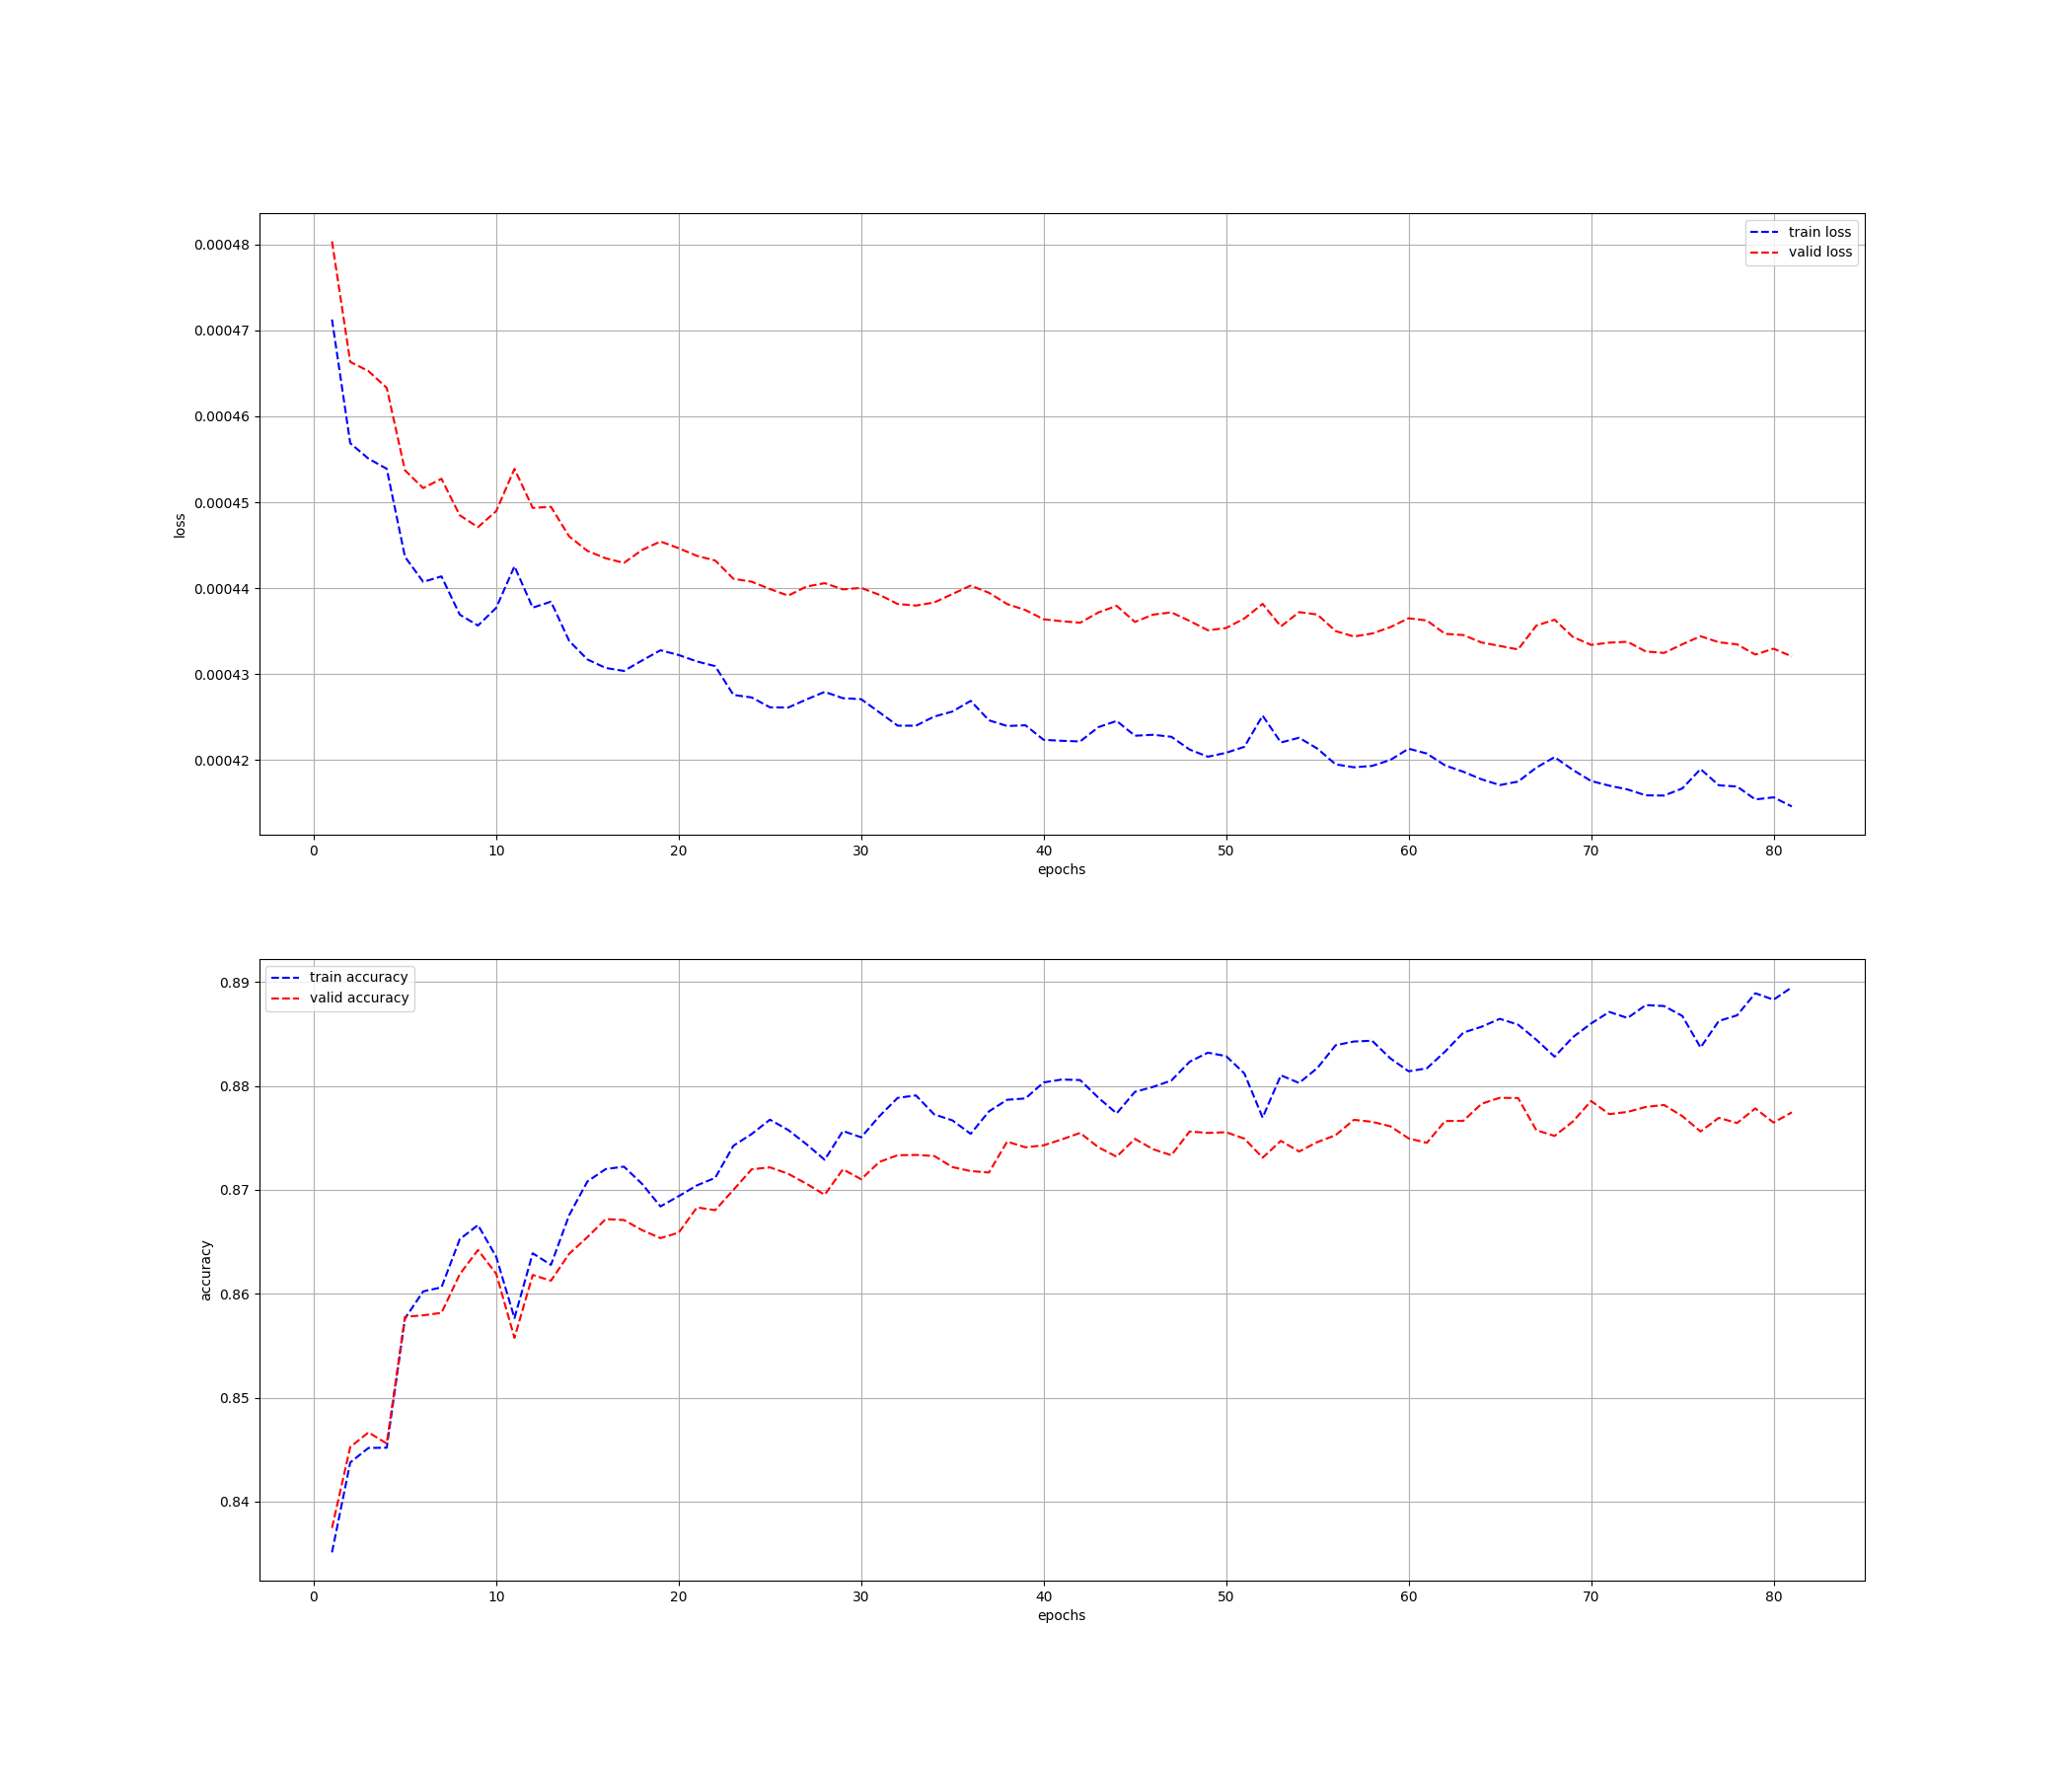 train loss
valid loss
0.00048
0.00047
0.00046
0.00045
0.00044
0.00043
0.00042
loss
0 10 20 30 40 50 60 70 80
epochs
train accuracy
valid accuracy
0.89
0.88
0.87
0.86
0.85
0.84
accuracy
0 10 20 30 40 50 60 70 80
epochs